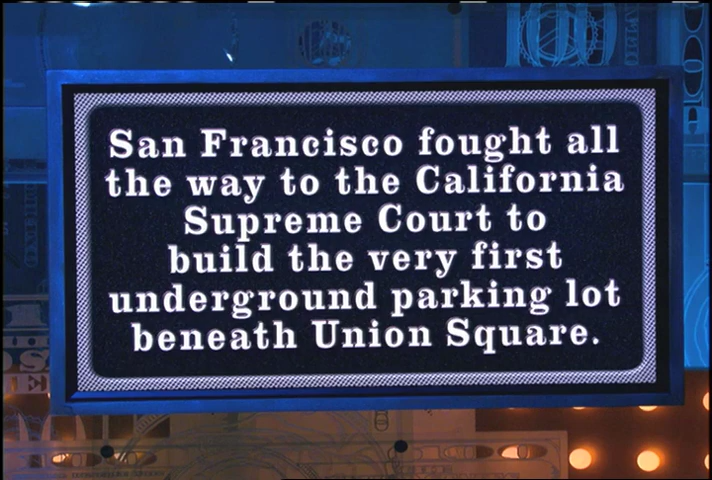 San Francisco fought all
the way to the California
Supreme Court to
build the very first
underground parking lot
beneath Union Square.